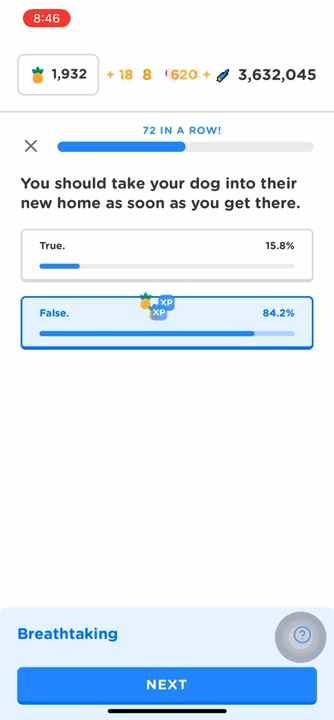 8:46
1,932 + 18 8 620 + 3,632,045
72 IN A ROW!
You should take your dog into their
new home as soon as you get there.
True. 15.8%
XP
False. XP 84.2%
Breathtaking
?
NEXT